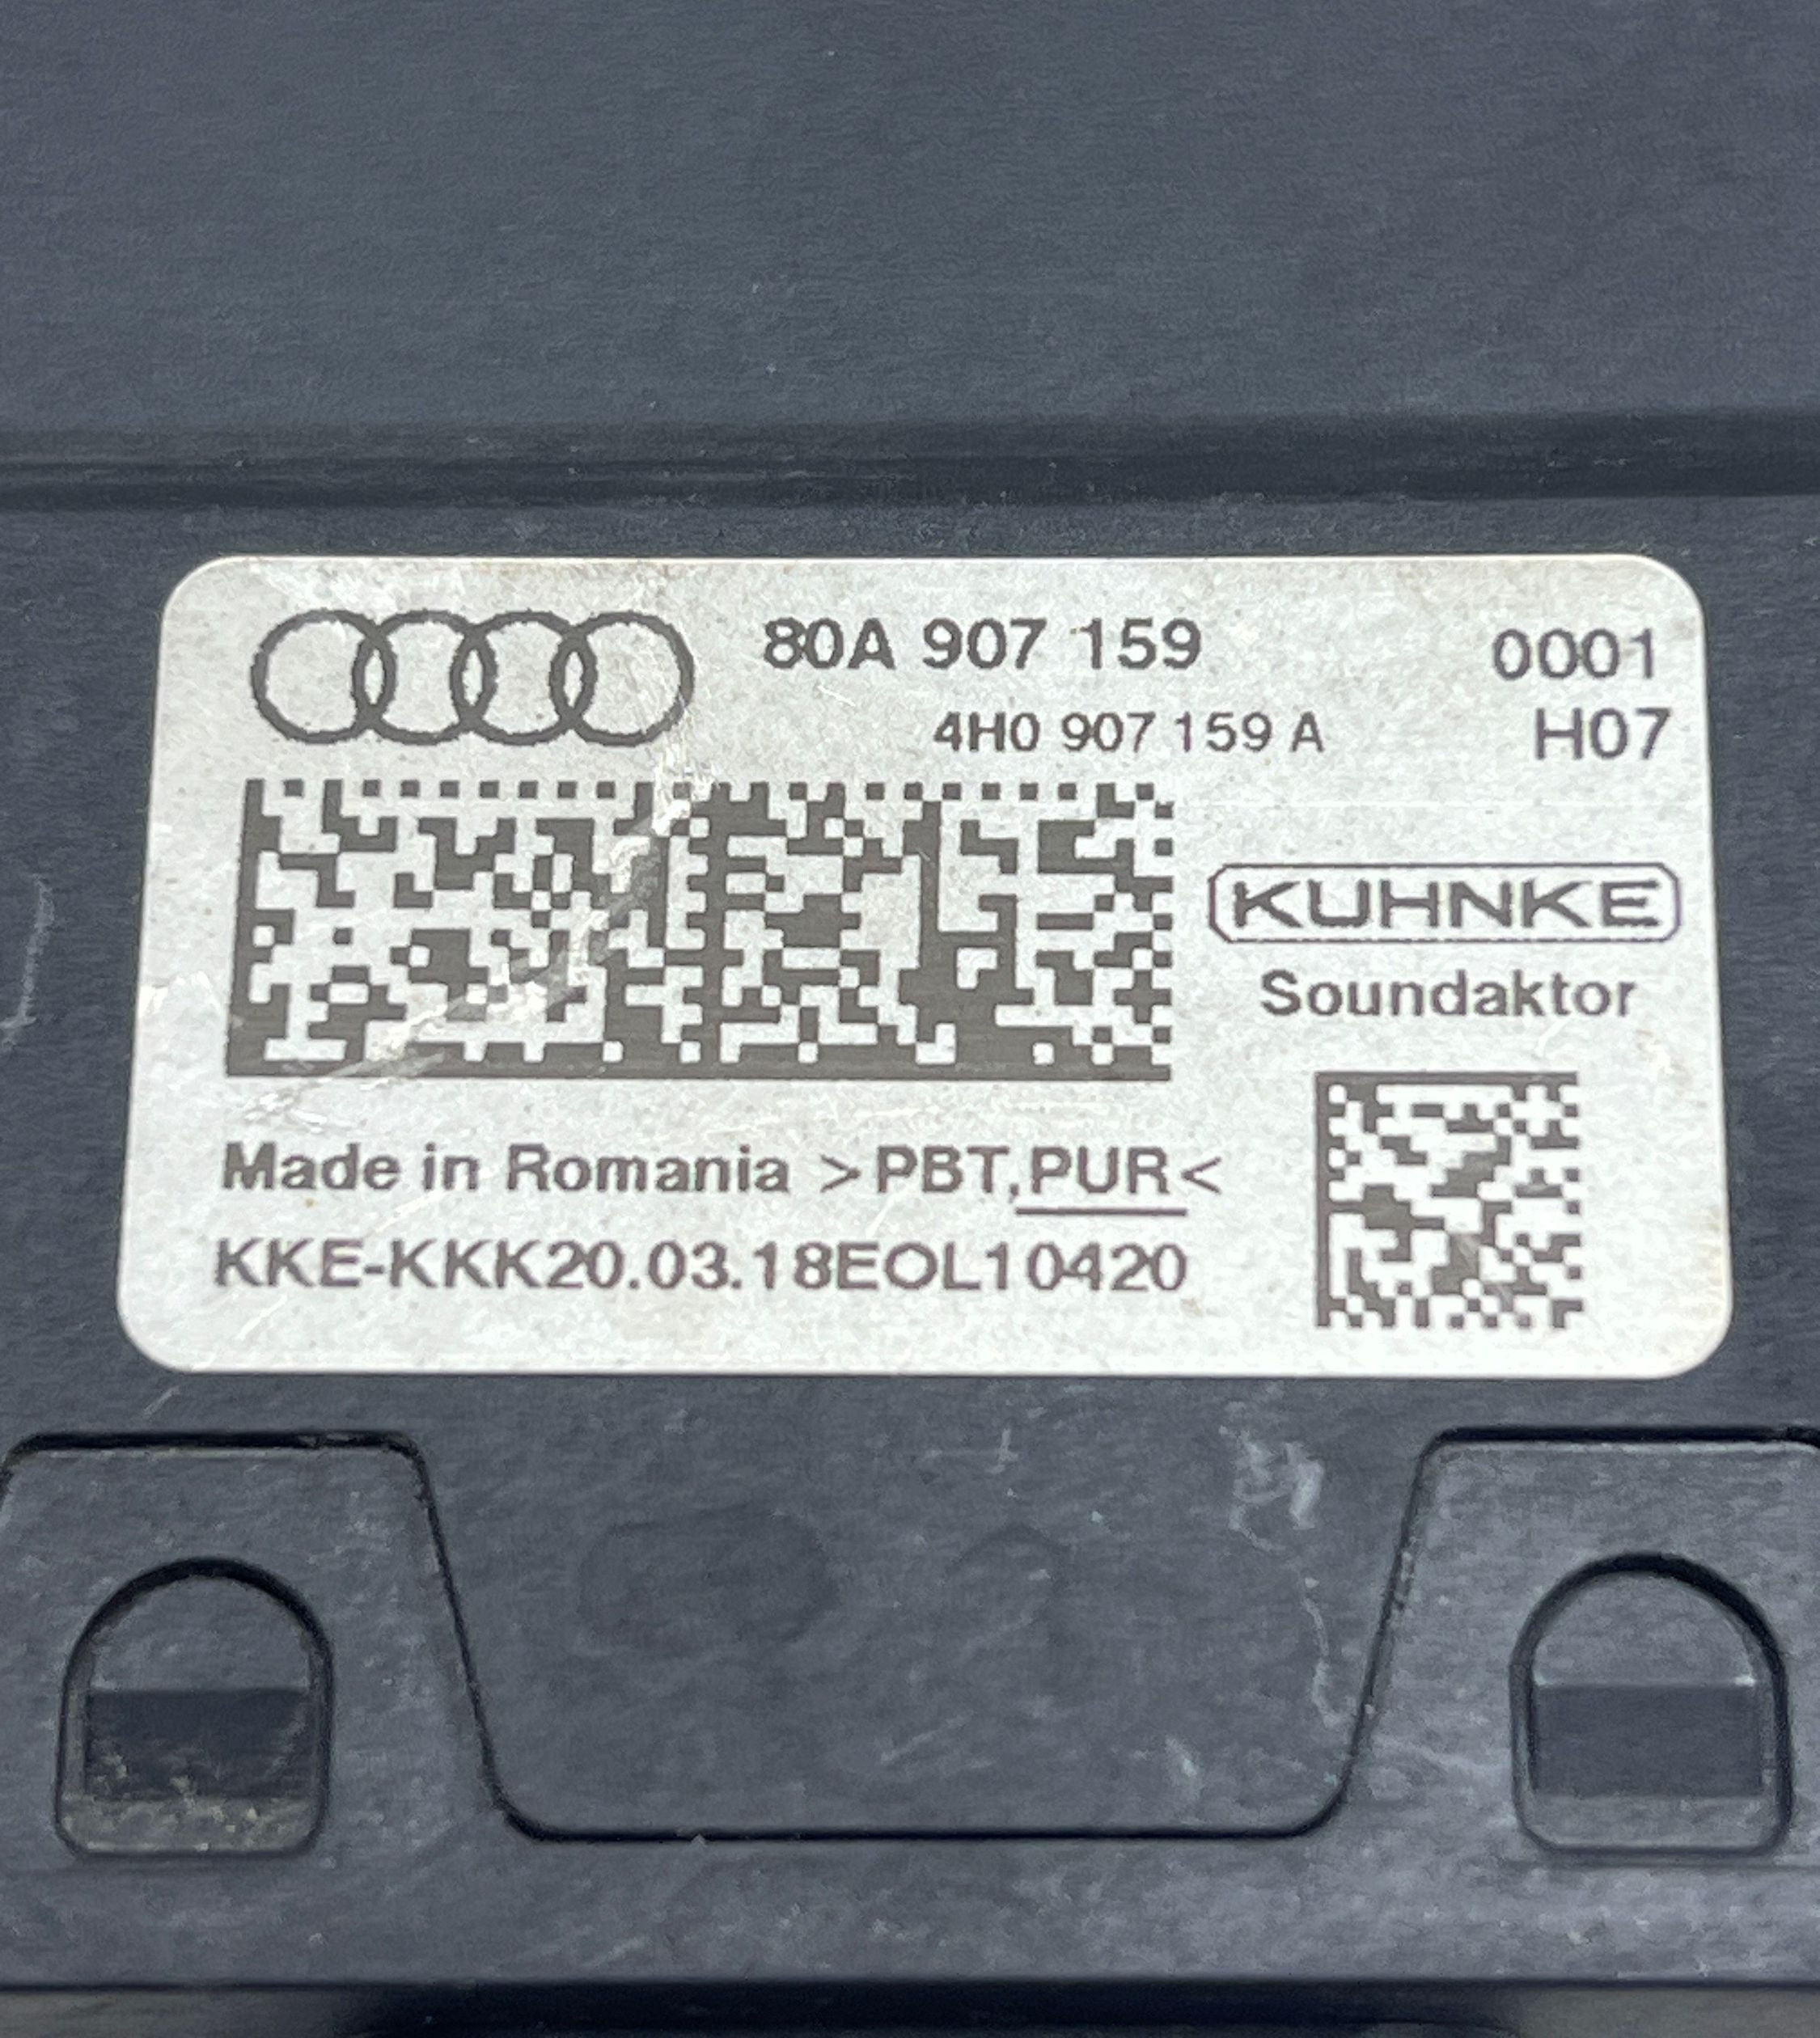 80A 907 159 0001
4H0 907 159 A H07
KUHNKE
Soundaktor
Made in Romania >PBT,PUR<
KKE-KKK20.03.18EOL10420